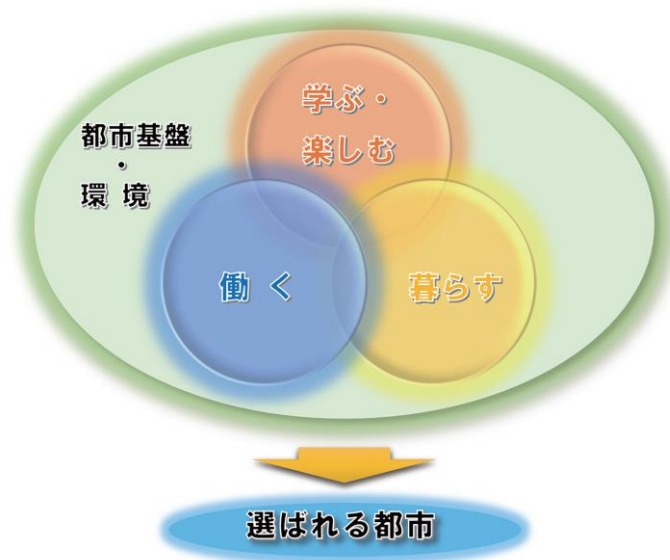 学ぶ・
楽しむ
都市基盤
・
環 境
働 く
暮らす
選ばれる都市